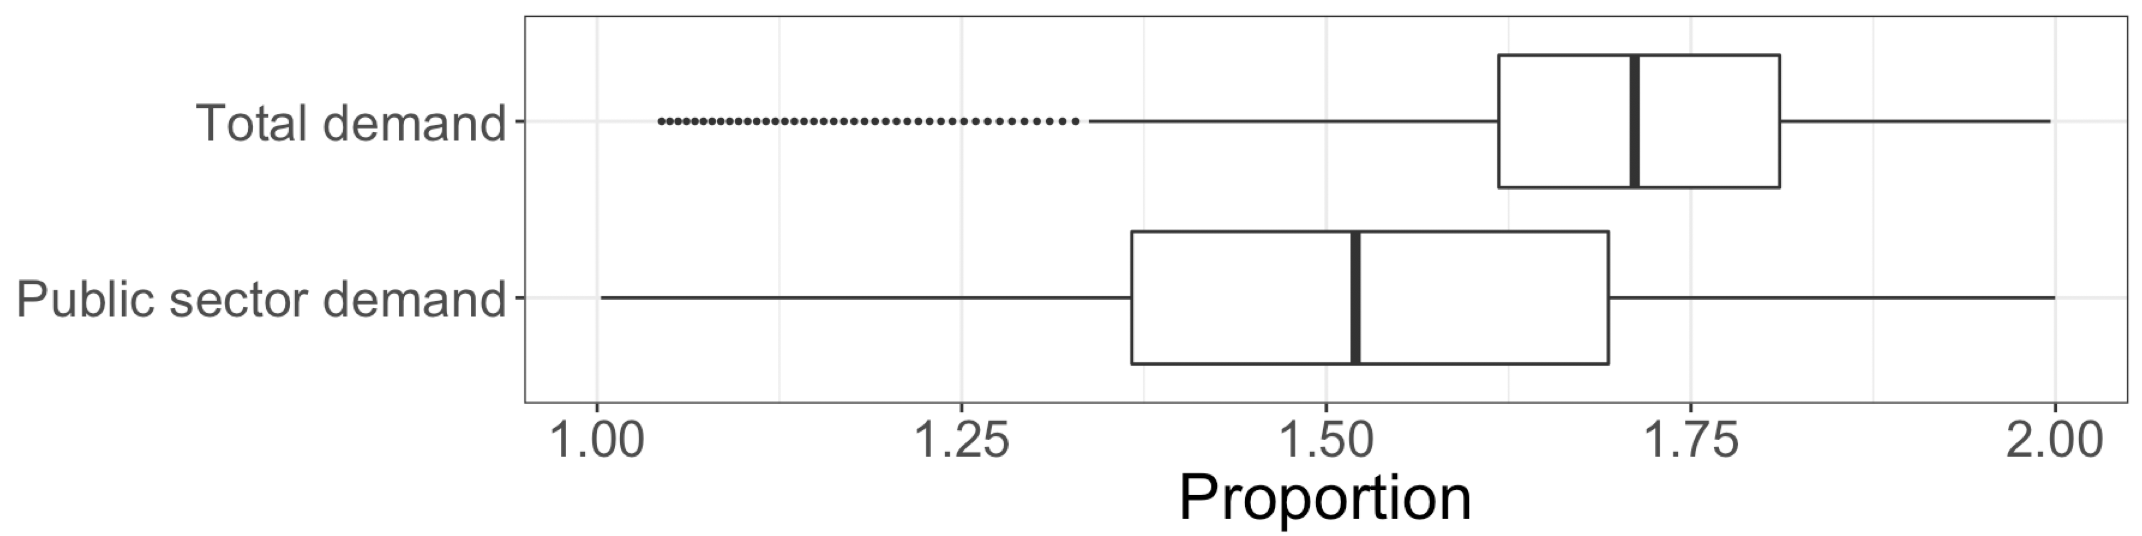 Total demand
Public sector demand
1.00 1.25 1.50 1.75 2.00
Proportion